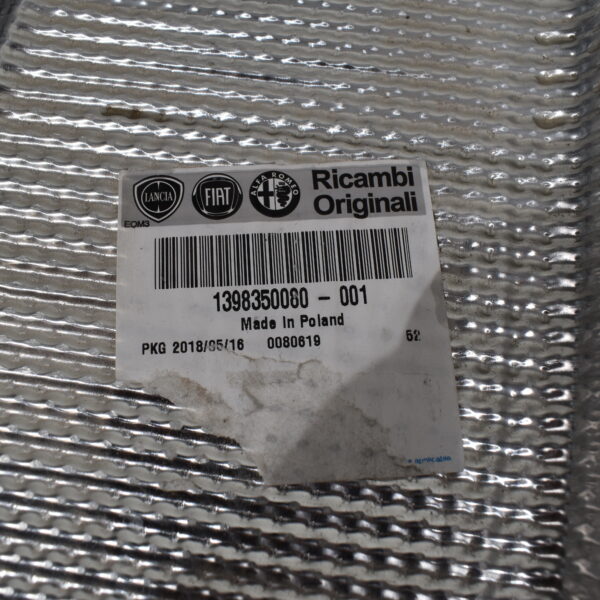 LANCIA FIAT ALFA ROMEO Ricambi
Originali
EQM3
1398350080 - 001
Made In Poland
PKG 2018/05/16 0080619 52